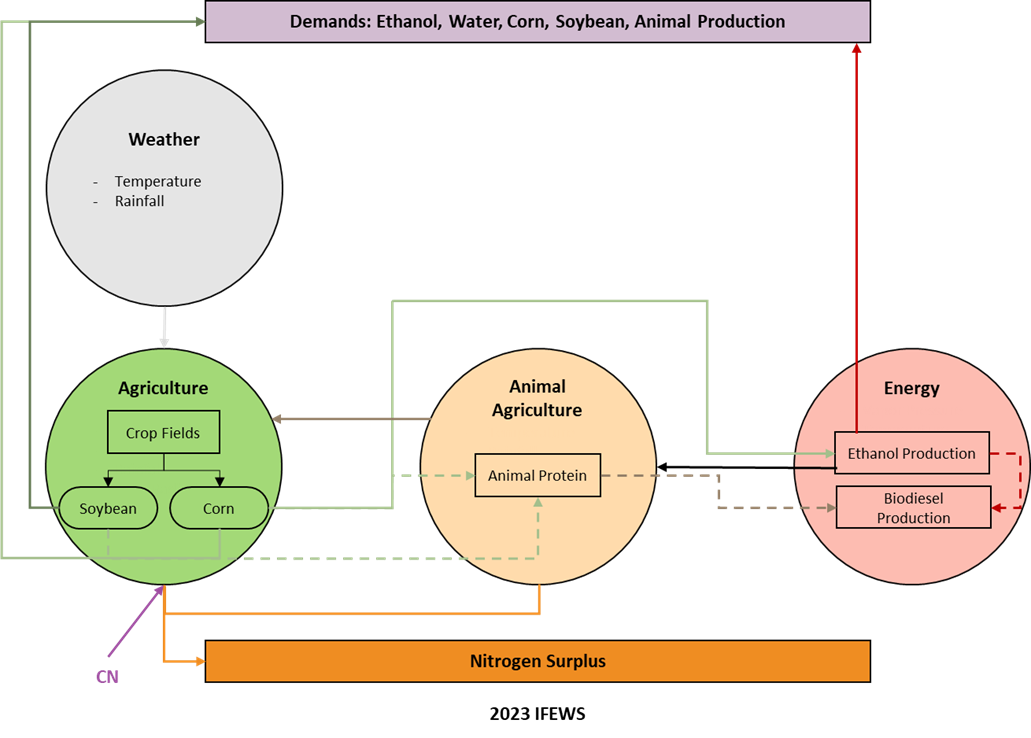 Demands: Ethanol, Water, Corn, Soybean, Animal Production
Weather
- Temperature
- Rainfall
Agriculture
Crop Fields
Soybean
Corn
Animal
Agriculture
Animal Protein
Energy
Ethanol Production
Biodiesel
Production
CN
Nitrogen Surplus
2023 IFEWS